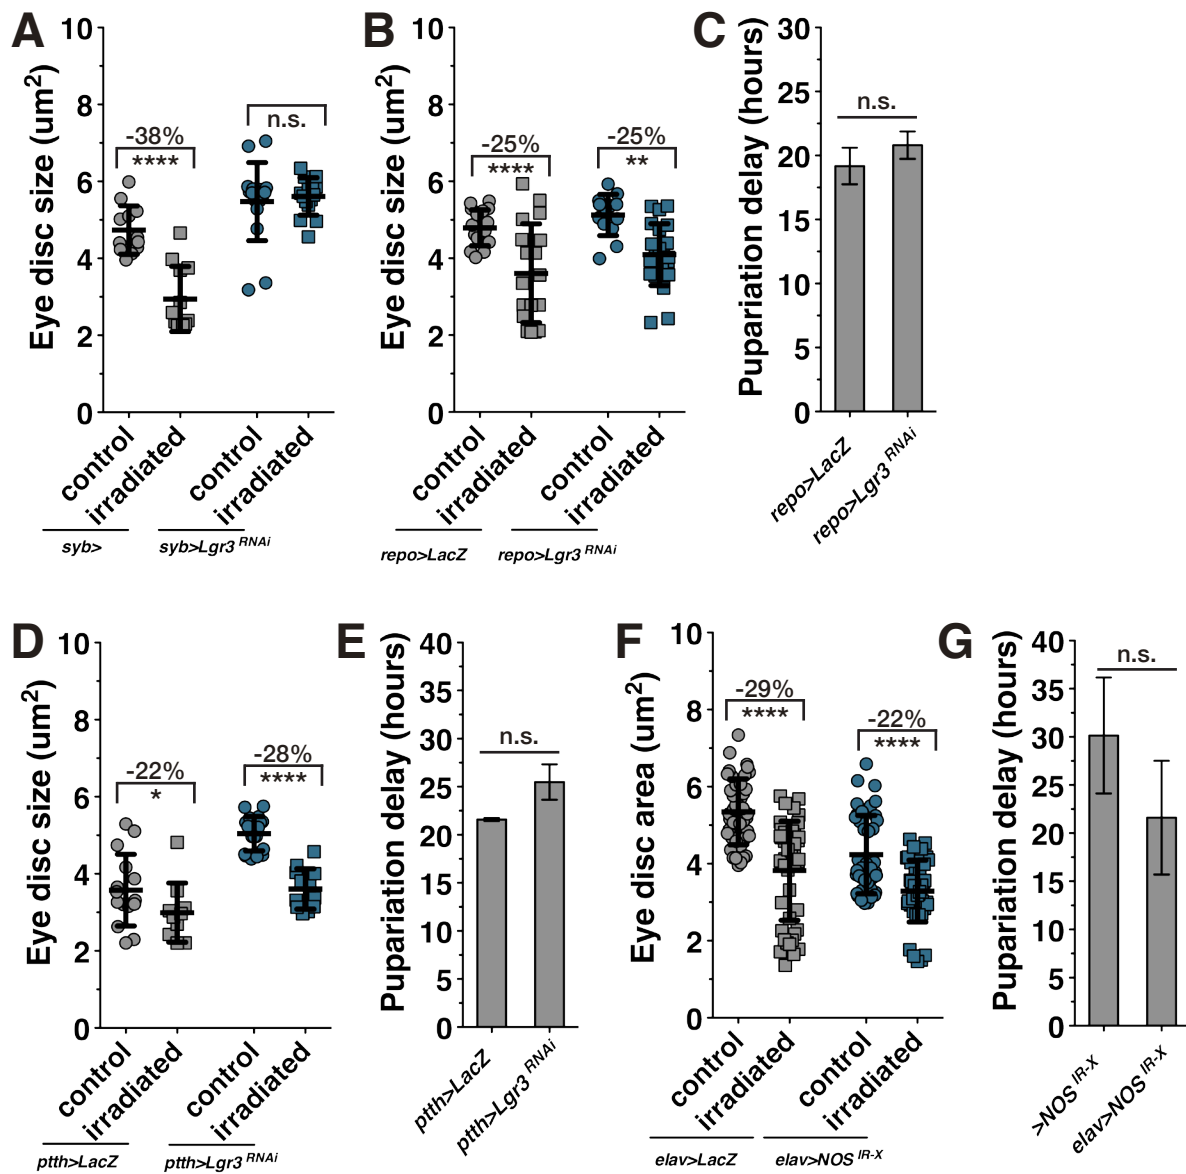 A
Eye disc size (um2)
10
8
6
4
2
0
-38%
****
n.s.
control
irradiated
control
irradiated
syb>
syb>Lgr3 RNAi
B
Eye disc size (um2)
10
8
6
4
2
0
-25%
****
-25%
**
control
irradiated
control
irradiated
repo>LacZ
repo>Lgr3 RNAi
C
Pupariation delay (hours)
30
25
20
15
10
5
0
n.s.
repo>LacZ
repo>Lgr3 RNAi
D
Eye disc size (um2)
10
8
6
4
2
0
-22%
*
-28%
****
control
irradiated
control
irradiated
ptth>LacZ
ptth>Lgr3 RNAi
E
Pupariation delay (hours)
40
35
30
25
20
15
10
5
0
n.s.
ptth>LacZ
ptth>Lgr3 RNAi
F
Eye disc area (um2)
10
8
6
4
2
0
-29%
****
-22%
****
control
irradiated
control
irradiated
elav>LacZ
elav>NOS IR-X
G
Pupariation delay (hours)
40
35
30
25
20
15
10
5
0
n.s.
>NOS IR-X
elav>NOS IR-X